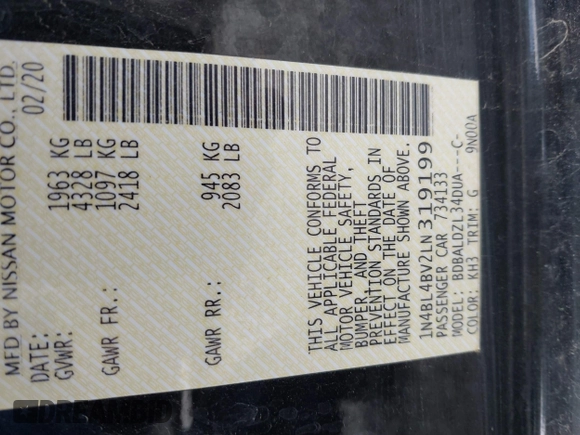 MFD BY NISSAN MOTOR CO., LTD.
DATE: 02/20
GVWR: 1963 KG
4328 LB
GAWR FR.: 1097 KG
2418 LB
GAWR RR.: 945 KG
2083 LB
THIS VEHICLE CONFORMS TO
ALL APPLICABLE FEDERAL
MOTOR VEHICLE SAFETY,
BUMPER, AND THEFT
PREVENTION STANDARDS IN
EFFECT ON THE DATE OF
MANUFACTURE SHOWN ABOVE.
1N4BL4BV2LN319199
PASSENGER CAR 734133
MODEL: BDBALDZL34DUA---C-
COLOR: KH3 TRIM: G 9N00A
DREAMBID